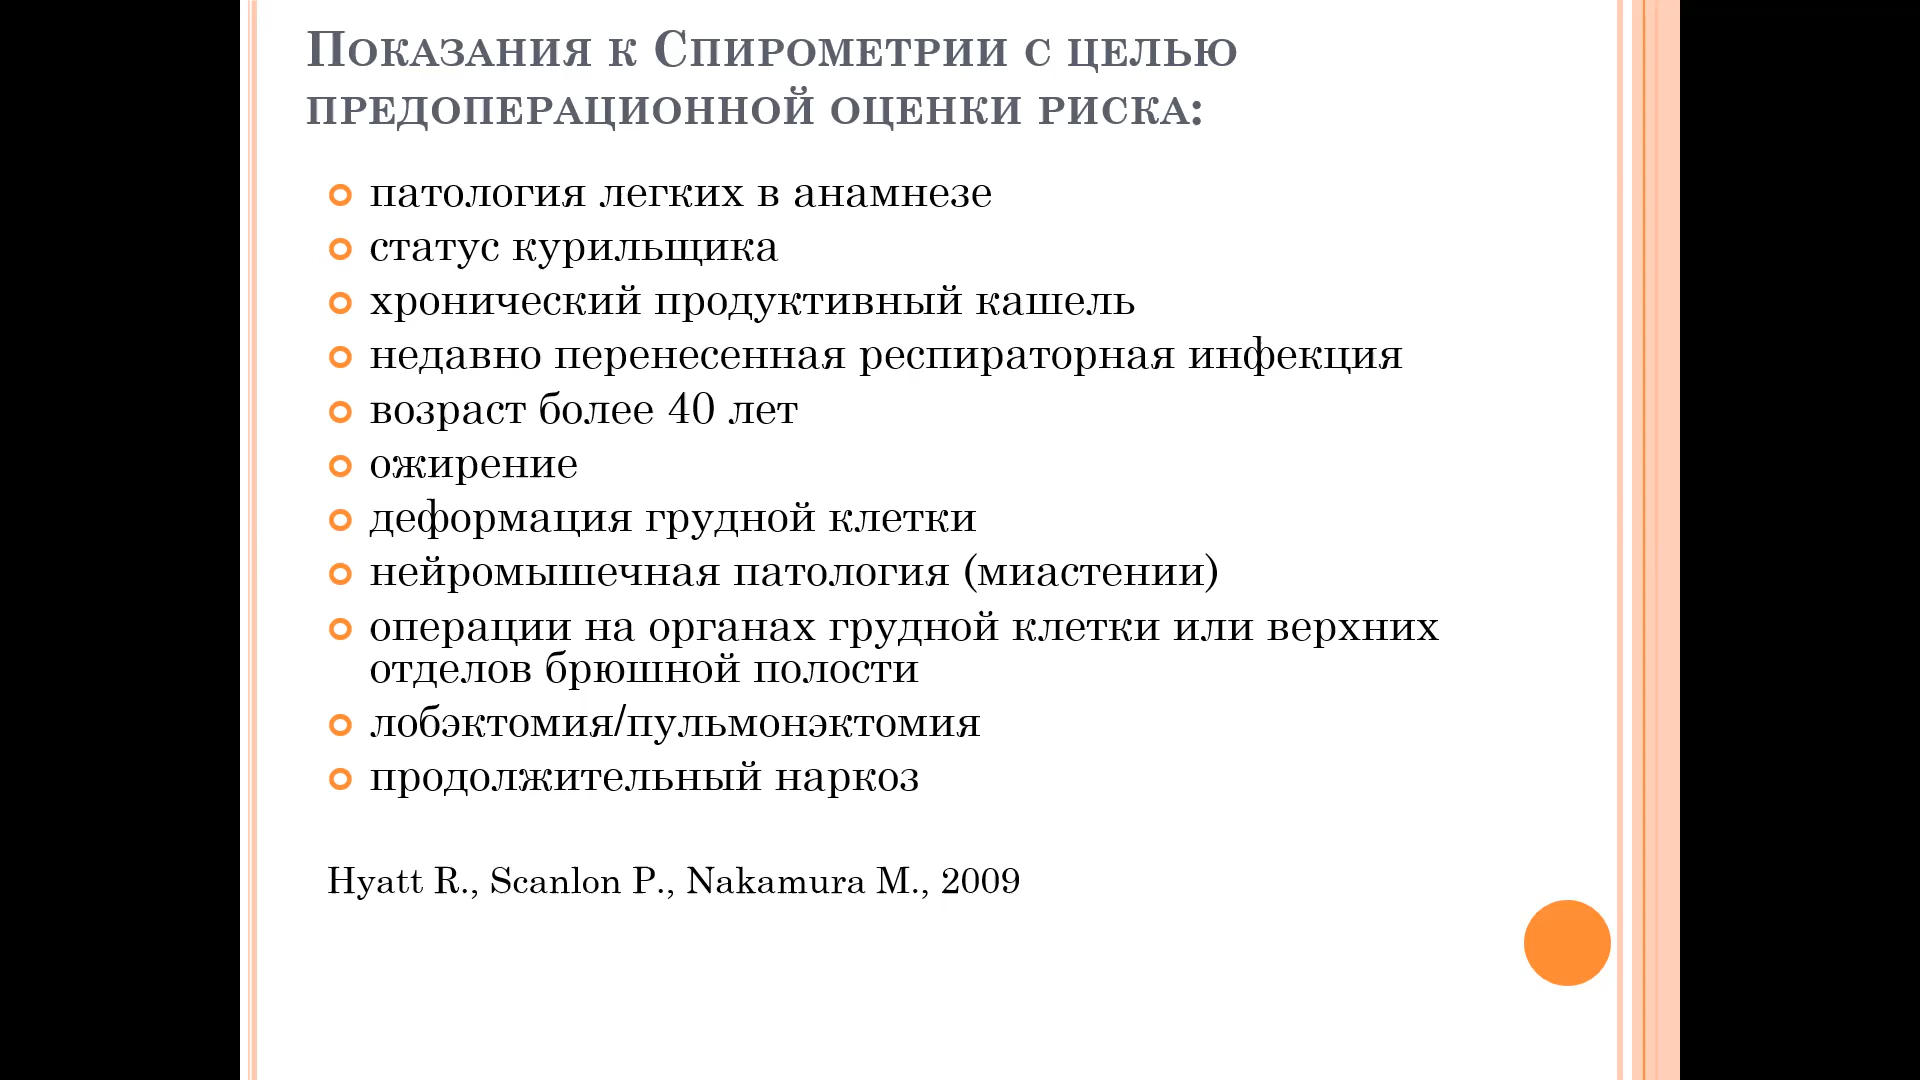 Показания к Спирометрии с целью
предоперационной оценки риска:
патология легких в анамнезе
статус курильщика
хронический продуктивный кашель
недавно перенесенная респираторная инфекция
возраст более 40 лет
ожирение
деформация грудной клетки
нейромышечная патология (миастении)
операции на органах грудной клетки или верхних
отделов брюшной полости
лобэктомия/пульмонэктомия
продолжительный наркоз
Hyatt R., Scanlon P., Nakamura M., 2009